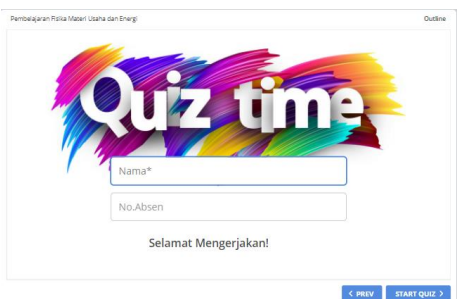 Pembelajaran Fisika Materi Usaha dan Energi
Outline
Quiz time
Nama*
No.Absen
Selamat Mengerjakan!
< PREV
START QUIZ >